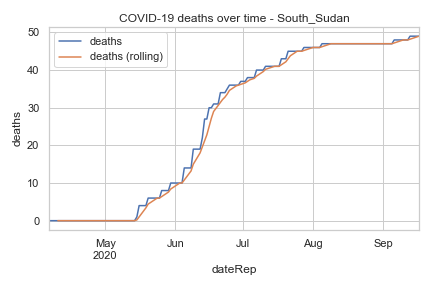 COVID-19 deaths over time - South_Sudan
deaths
deaths (rolling)
50
40
30
20
10
0
deaths
May
2020
Jun
Jul
Aug
Sep
dateRep